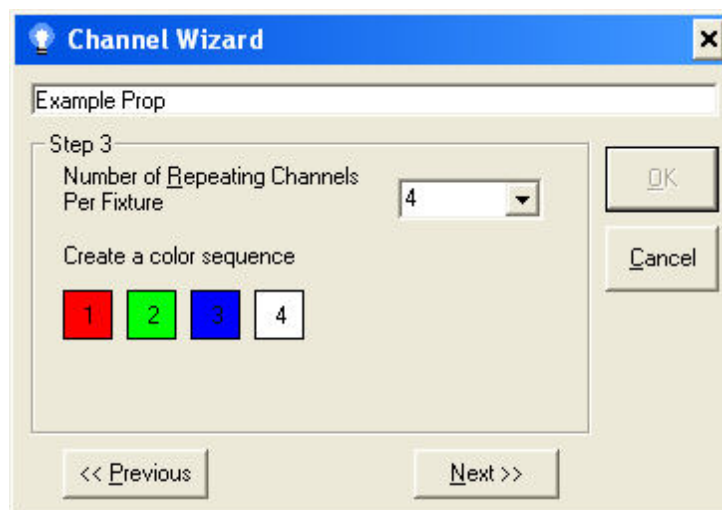 Channel Wizard
Example Prop
Step 3
Number of Repeating Channels
Per Fixture
4
OK
Create a color sequence
Cancel
1 2 3 4
<< Previous
Next >>